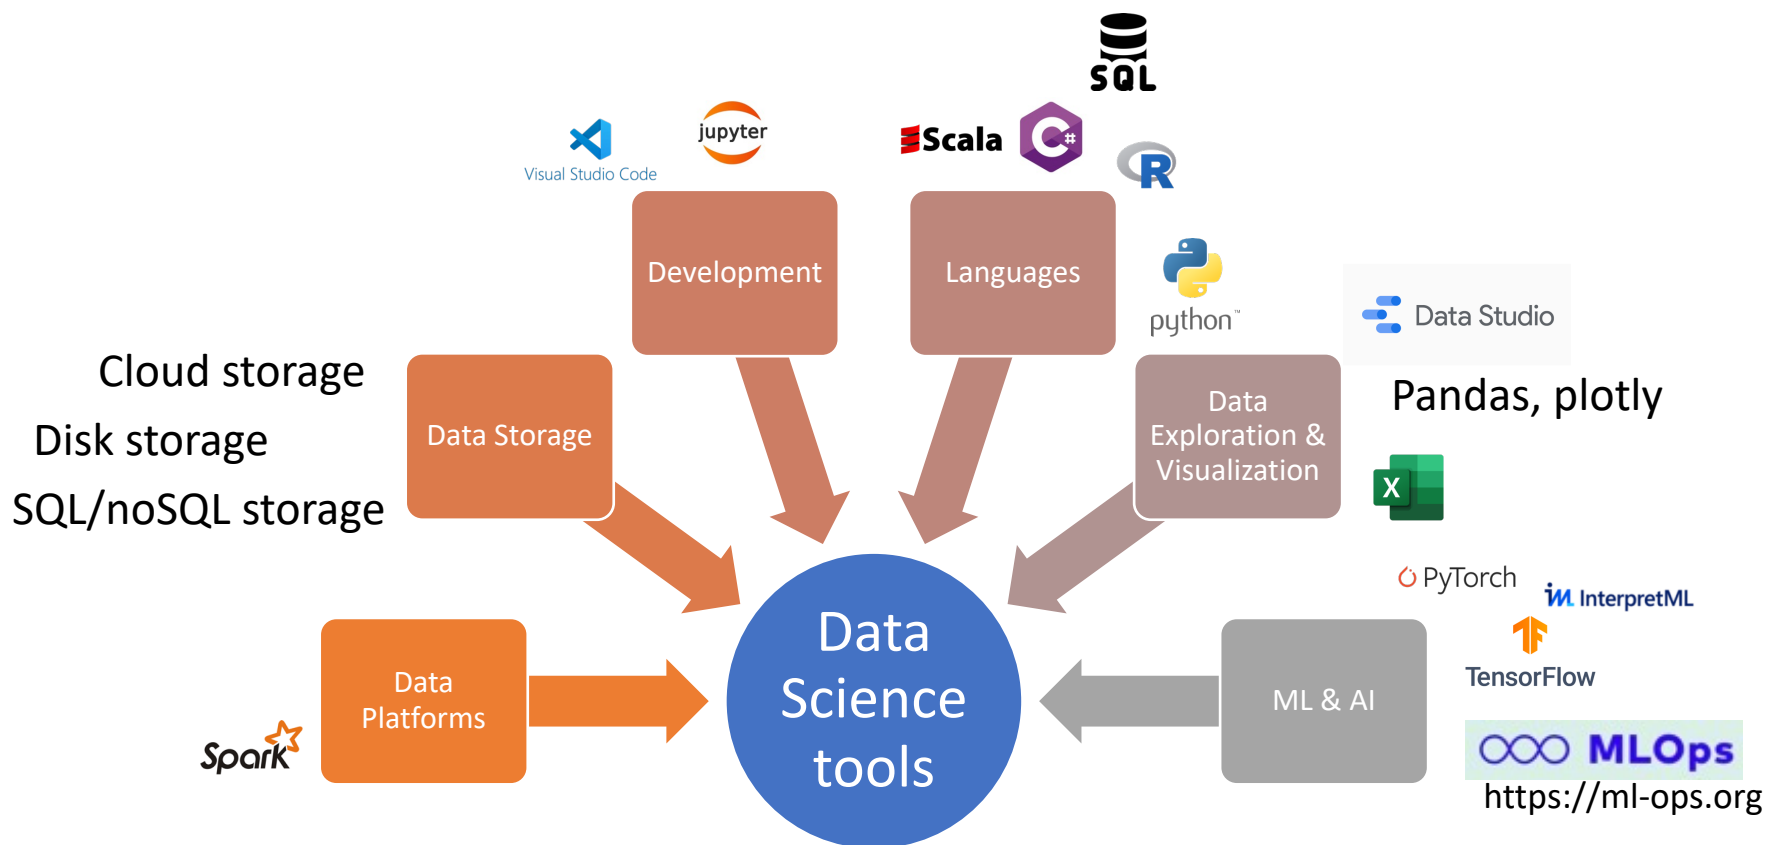 SQL
Visual Studio Code
jupyter
Scala
C#
R
Development
Languages
python™
Data Studio
Cloud storage
Disk storage
SQL/noSQL storage
Data Storage
Data
Exploration &
Visualization
Pandas, plotly
X
PyTorch
InterpretML
TensorFlow
Spark
Data
Platforms
Data
Science
tools
ML & AI
MLOps
https://ml-ops.org